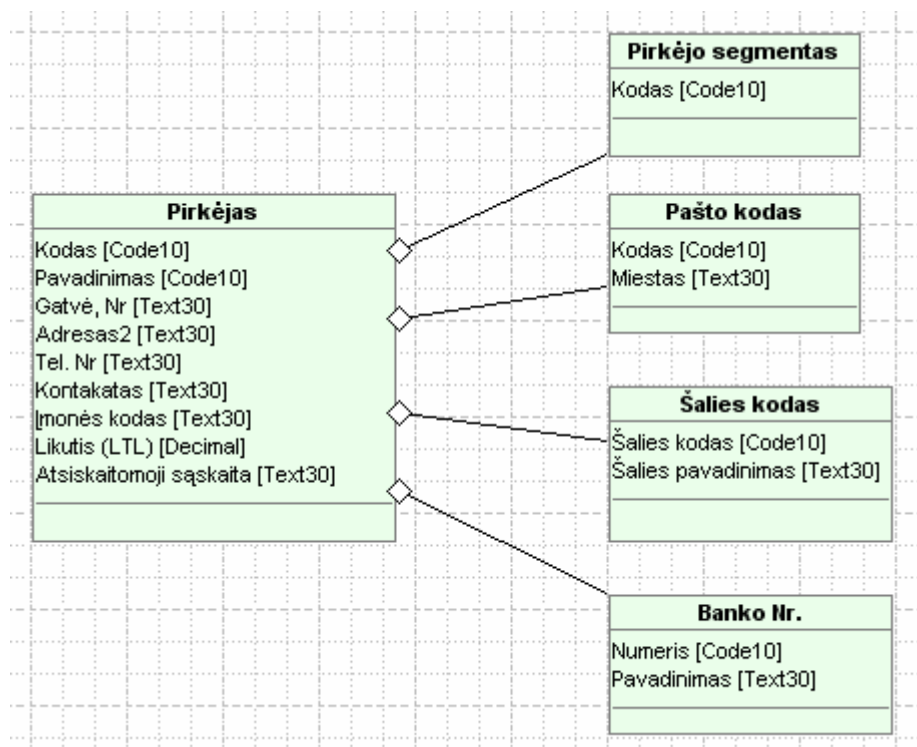 Pirkėjo segmentas
Kodas [Code10]
Pirkėjas
Kodas [Code10]
Pavadinimas [Code10]
Gatvė, Nr [Text30]
Adresas2 [Text30]
Tel. Nr [Text30]
Kontakatas [Text30]
Įmonės kodas [Text30]
Likutis (LTL) [Decimal]
Atsiskaitomoji sąskaita [Text30]
Pašto kodas
Kodas [Code10]
Miestas [Text30]
Šalies kodas
Šalies kodas [Code10]
Šalies pavadinimas [Text30]
Banko Nr.
Numeris [Code10]
Pavadinimas [Text30]